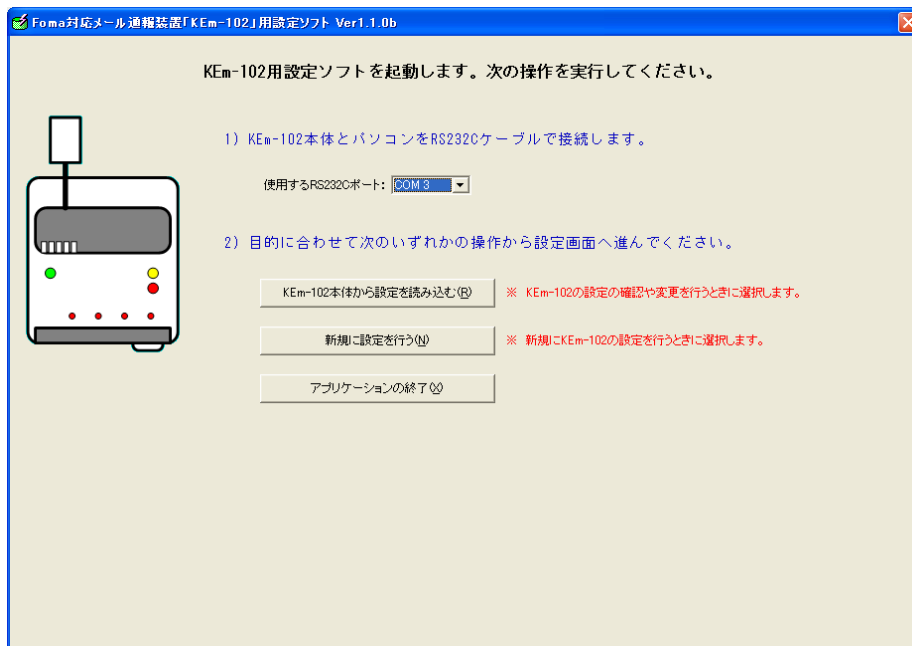 Foma対応メール通報装置「KEm-102」用設定ソフト Ver1.1.0b
KEm-102用設定ソフトを起動します。次の操作を実行してください。
1) KEm-102本体とパソコンをRS232Cケーブルで接続します。
使用するRS232Cポート: COM 3
2) 目的に合わせて次のいずれかの操作から設定画面へ進んでください。
KEm-102本体から設定を読み込む(R) ※ KEm-102の設定の確認や変更を行うときに選択します。
新規に設定を行う(N) ※ 新規にKEm-102の設定を行うときに選択します。
アプリケーションの終了(X)